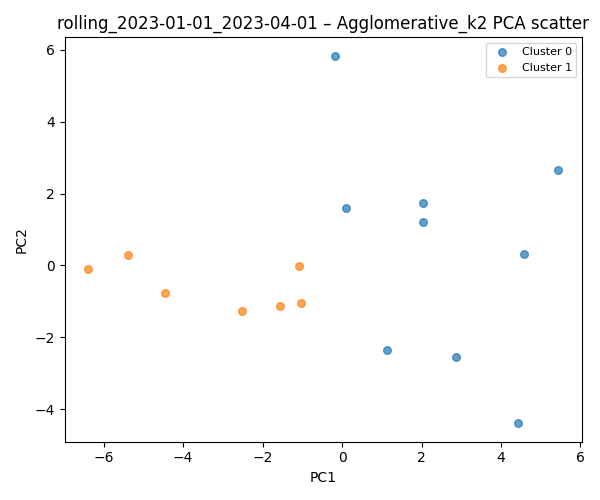 rolling_2023-01-01_2023-04-01 – Agglomerative_k2 PCA scatter
Cluster 0
Cluster 1
6
4
2
0
−2
−4
PC2
−6
−4
−2
0
2
4
6
PC1